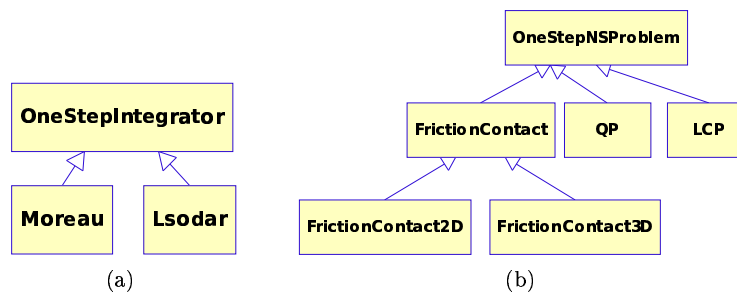 OneStepNSProblem
OneStepIntegrator
FrictionContact
QP
LCP
Moreau
Lsodar
FrictionContact2D
FrictionContact3D
(a)
(b)